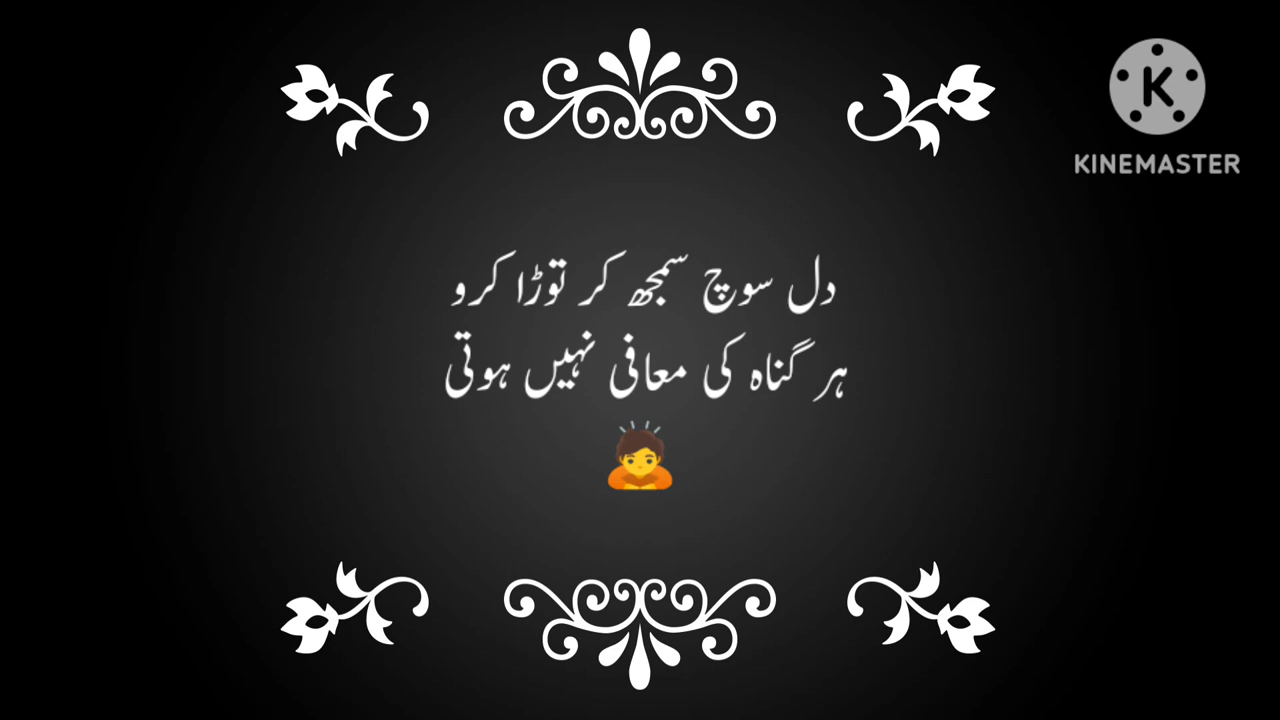 KINEMASTER
دل سوچ سمجھ کر توڑا کرو
ہر گناہ کی معافی نہیں ہوتی